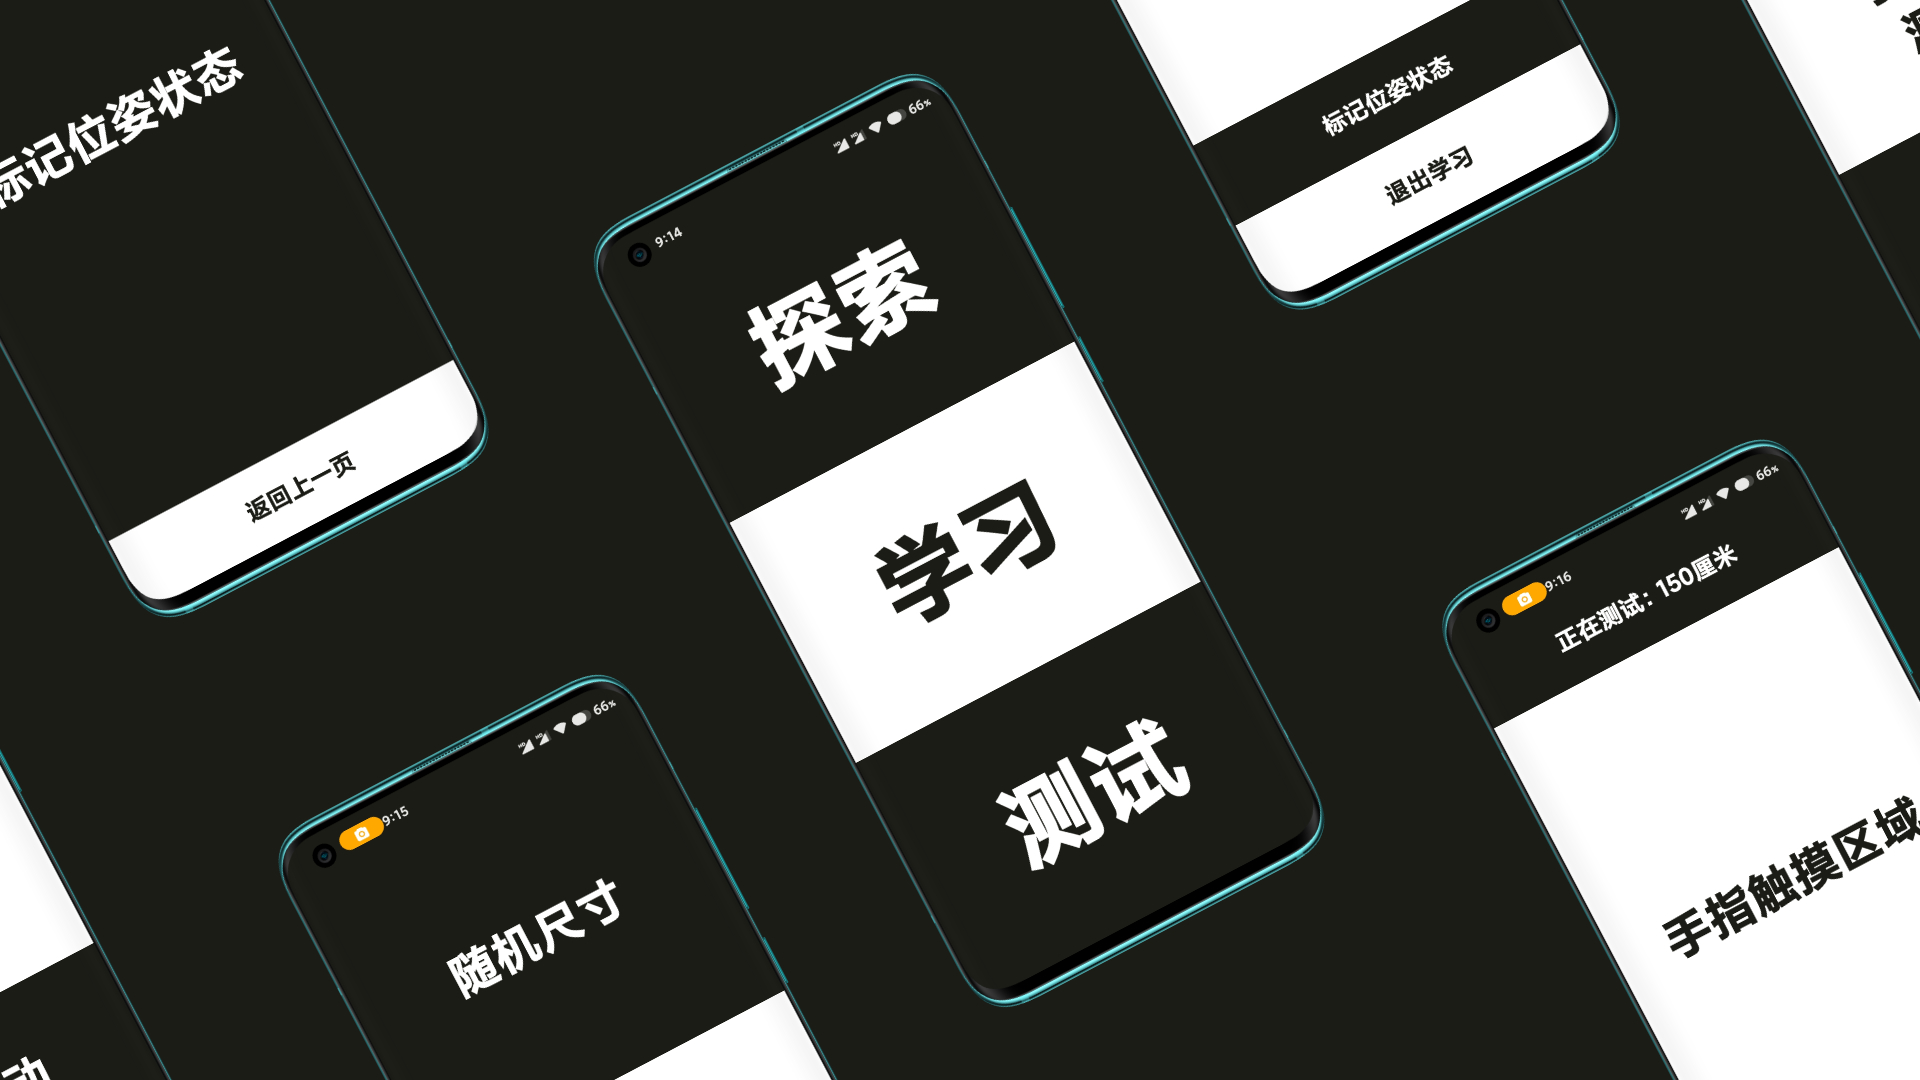 标记位姿状态
返回上一页
66%
9:14
探索
学习
测试
标记位姿状态
退出学习
66%
9:15
随机尺寸
66%
9:16
正在测试：150厘米
手指触摸区域
动